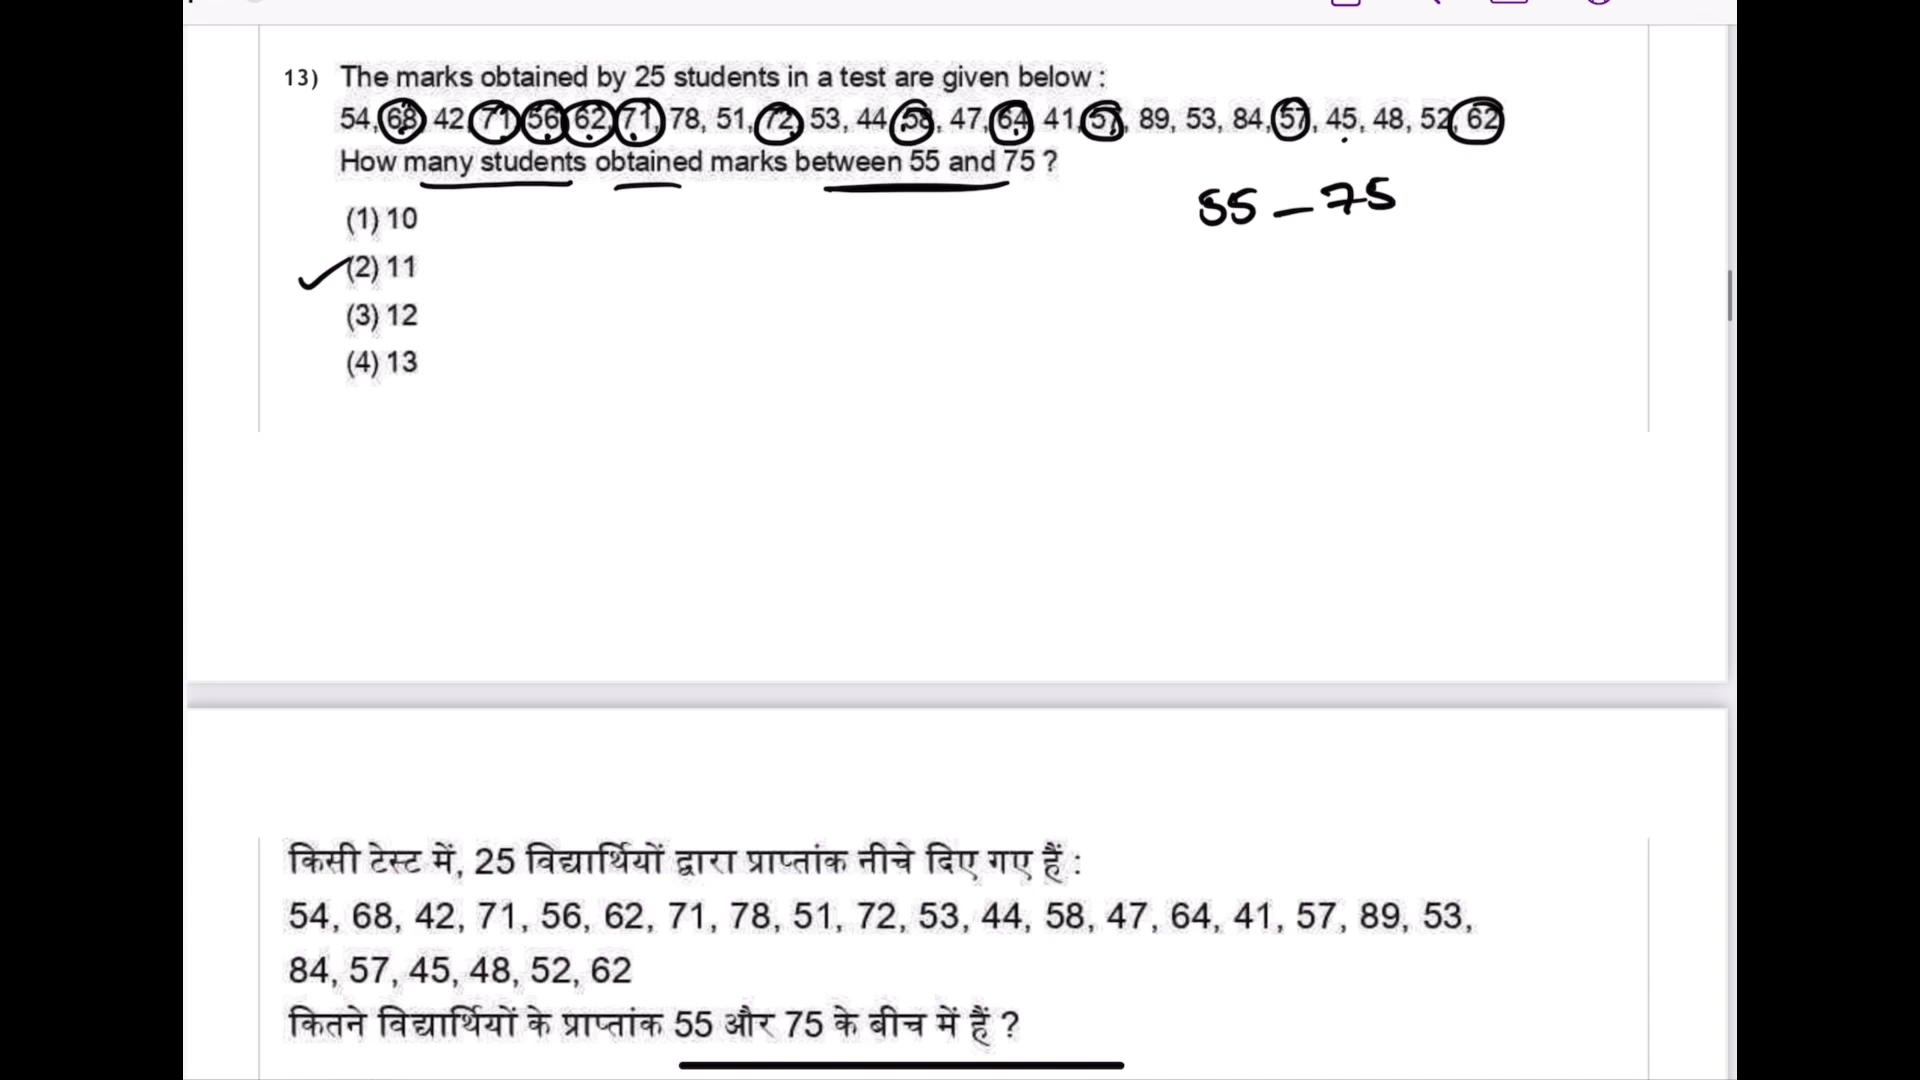 13) The marks obtained by 25 students in a test are given below :
54, 68, 42, 71, 56, 62, 71, 78, 51, 72, 53, 44, 58, 47, 64, 41, 57, 89, 53, 84, 57, 45, 48, 52, 62
How many students obtained marks between 55 and 75 ?
55 – 75
(1) 10
(2) 11
(3) 12
(4) 13
किसी टेस्ट में, 25 विद्यार्थियों द्वारा प्राप्तांक नीचे दिए गए हैं :
54, 68, 42, 71, 56, 62, 71, 78, 51, 72, 53, 44, 58, 47, 64, 41, 57, 89, 53,
84, 57, 45, 48, 52, 62
कितने विद्यार्थियों के प्राप्तांक 55 और 75 के बीच में हैं ?